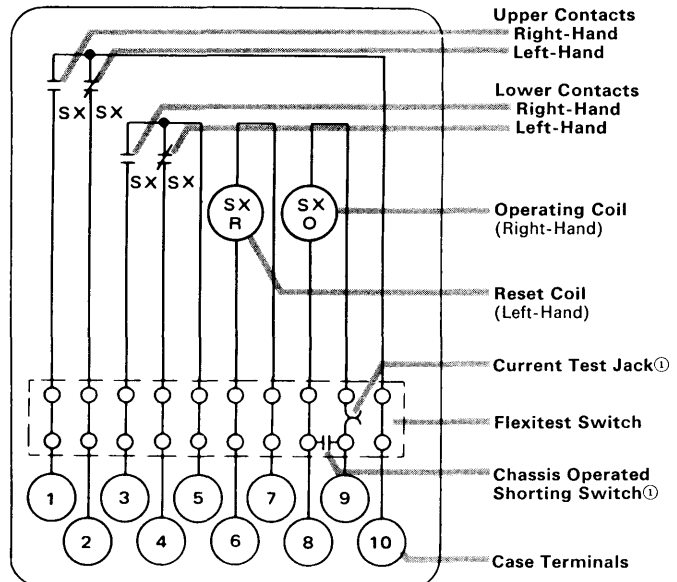 Upper Contacts
Right-Hand
Left-Hand
SX SX
Lower Contacts
Right-Hand
Left-Hand
SX SX
SX
R
SX
O
Operating Coil
(Right-Hand)
Reset Coil
(Left-Hand)
Current Test Jack①
Flexitest Switch
Chassis Operated
Shorting Switch①
1 3 5 7 9
2 4 6 8 10
Case Terminals